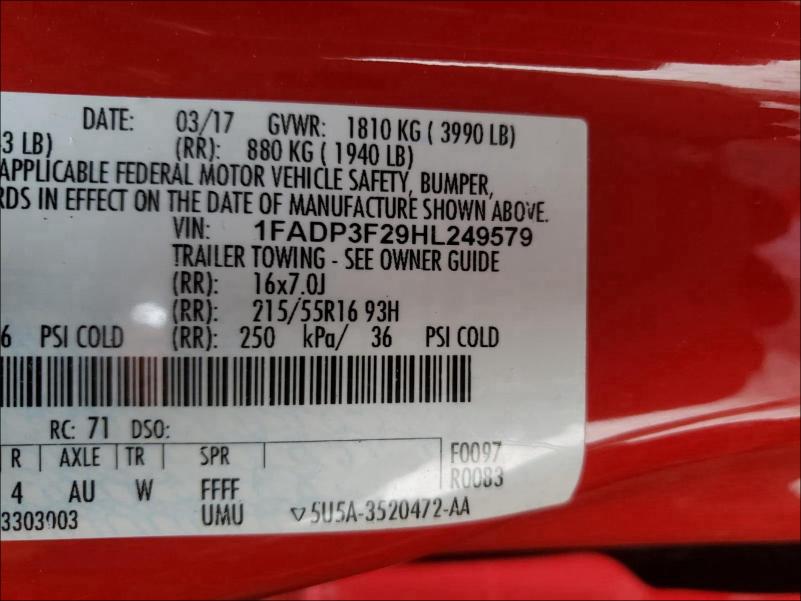 DATE: 03/17 GVWR: 1810 KG ( 3990 LB)
3 LB) (RR): 880 KG ( 1940 LB)
APPLICABLE FEDERAL MOTOR VEHICLE SAFETY, BUMPER,
RDS IN EFFECT ON THE DATE OF MANUFACTURE SHOWN ABOVE.
VIN: 1FADP3F29HL249579
TRAILER TOWING - SEE OWNER GUIDE
(RR): 16x7.0J
(RR): 215/55R16 93H
6 PSI COLD (RR): 250 kPa/ 36 PSI COLD
RC: 71 DSO:
R AXLE TR SPR F0097
R0083
4 AU W FFFF
3303003 UMU ▽5U5A-3520472-AA